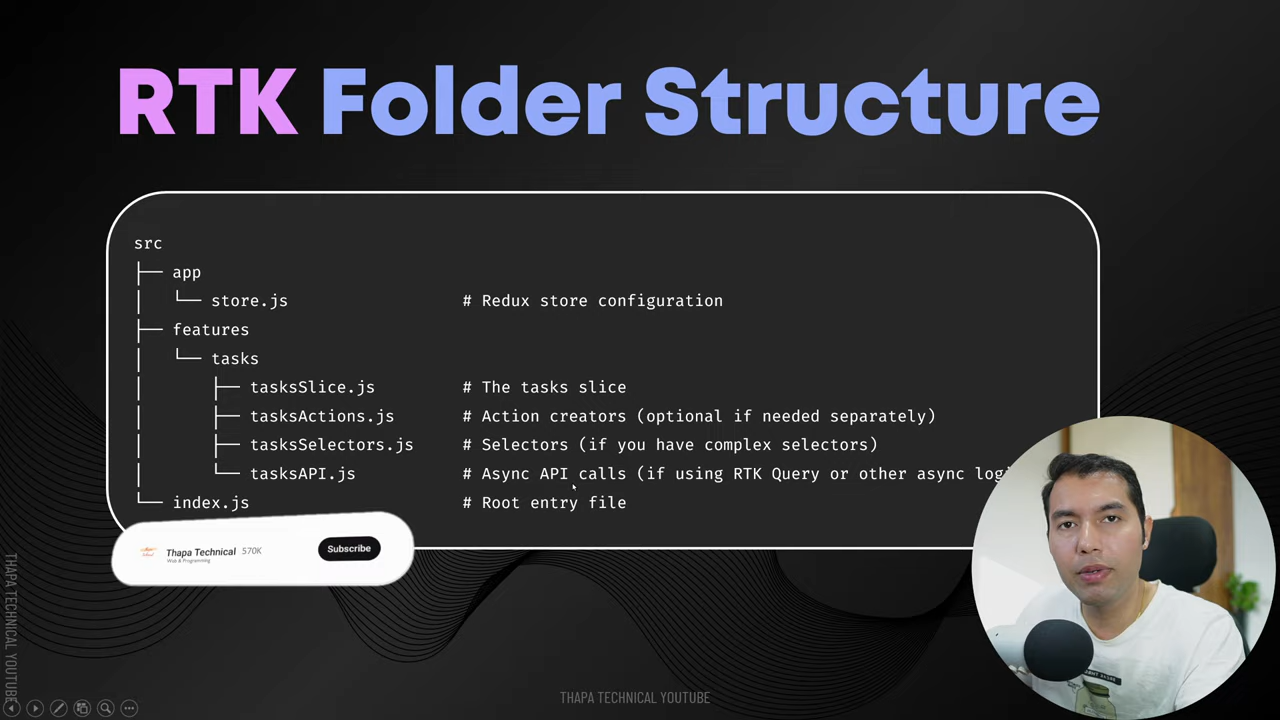 RTK Folder Structure
src
├── app
│   └── store.js # Redux store configuration
├── features
│   └── tasks
│       ├── tasksSlice.js # The tasks slice
│       ├── tasksActions.js # Action creators (optional if needed separately)
│       ├── tasksSelectors.js # Selectors (if you have complex selectors)
│       └── tasksAPI.js # Async API calls (if using RTK Query or other async logi
└── index.js # Root entry file
Thapa Technical 570K
Web & Programming
Subscribe
THAPA TECHNICAL YOUTUBE
THAPA TECHNICAL YOUTUBE